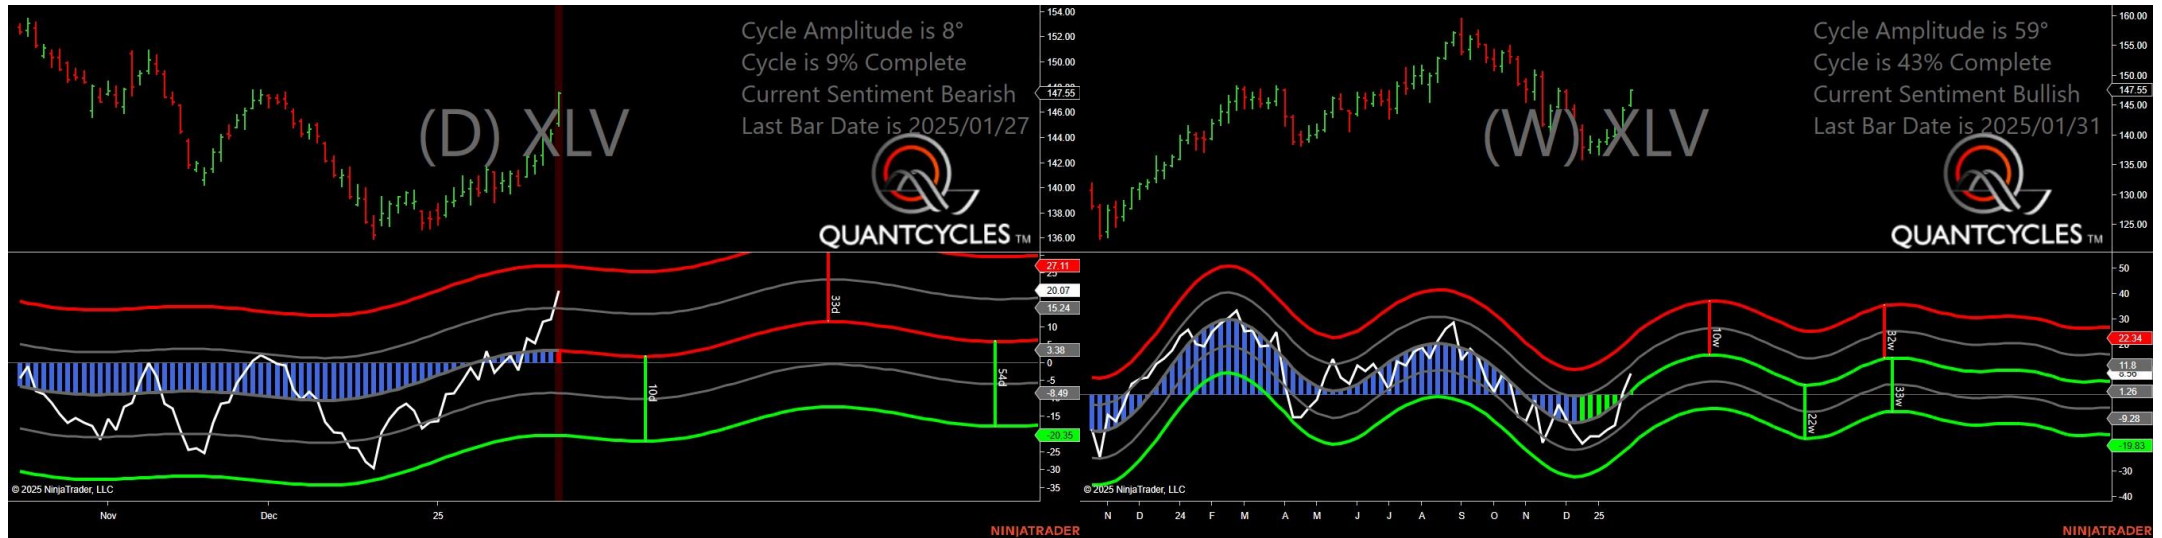 Cycle Amplitude is 8°
Cycle is 9% Complete
Current Sentiment Bearish
Last Bar Date is 2025/01/27
(D) XLV
QUANTCYCLES TM
154.00
152.00
150.00
147.55
146.00
144.00
142.00
140.00
138.00
136.00
27.11
20.07
15.24
10
3.38
0
-5
-8.49
-15
-20.35
-25
-30
-35
10d
33d
54d
© 2025 NinjaTrader, LLC
Nov
Dec
25
NINJATRADER
Cycle Amplitude is 59°
Cycle is 43% Complete
Current Sentiment Bullish
Last Bar Date is 2025/01/31
(W) XLV
QUANTCYCLES TM
160.00
155.00
150.00
147.55
145.00
140.00
135.00
130.00
125.00
50
40
30
22.34
11.8
1.26
-9.28
-19.83
-30
-40
10w
22w
32w
33w
© 2025 NinjaTrader, LLC
N D 24 F M A M J J A S O N D 25
NINJATRADER